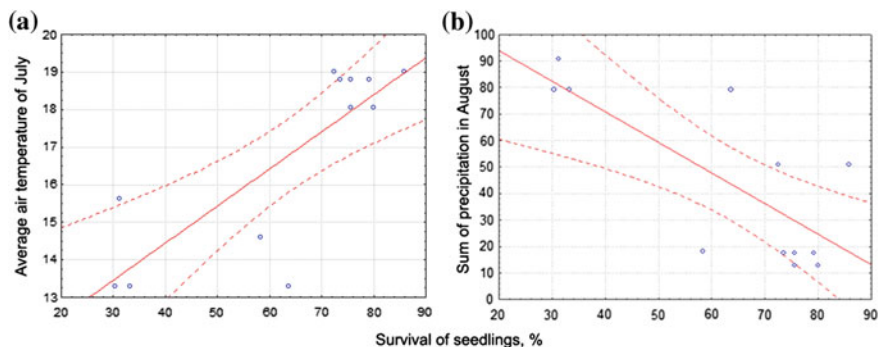 (a)
Average air temperature of July
20
19
18
17
16
15
14
13
20 30 40 50 60 70 80 90
(b)
Sum of precipitation in August
100
90
80
70
60
50
40
30
20
10
0
20 30 40 50 60 70 80 90
Survival of seedlings, %